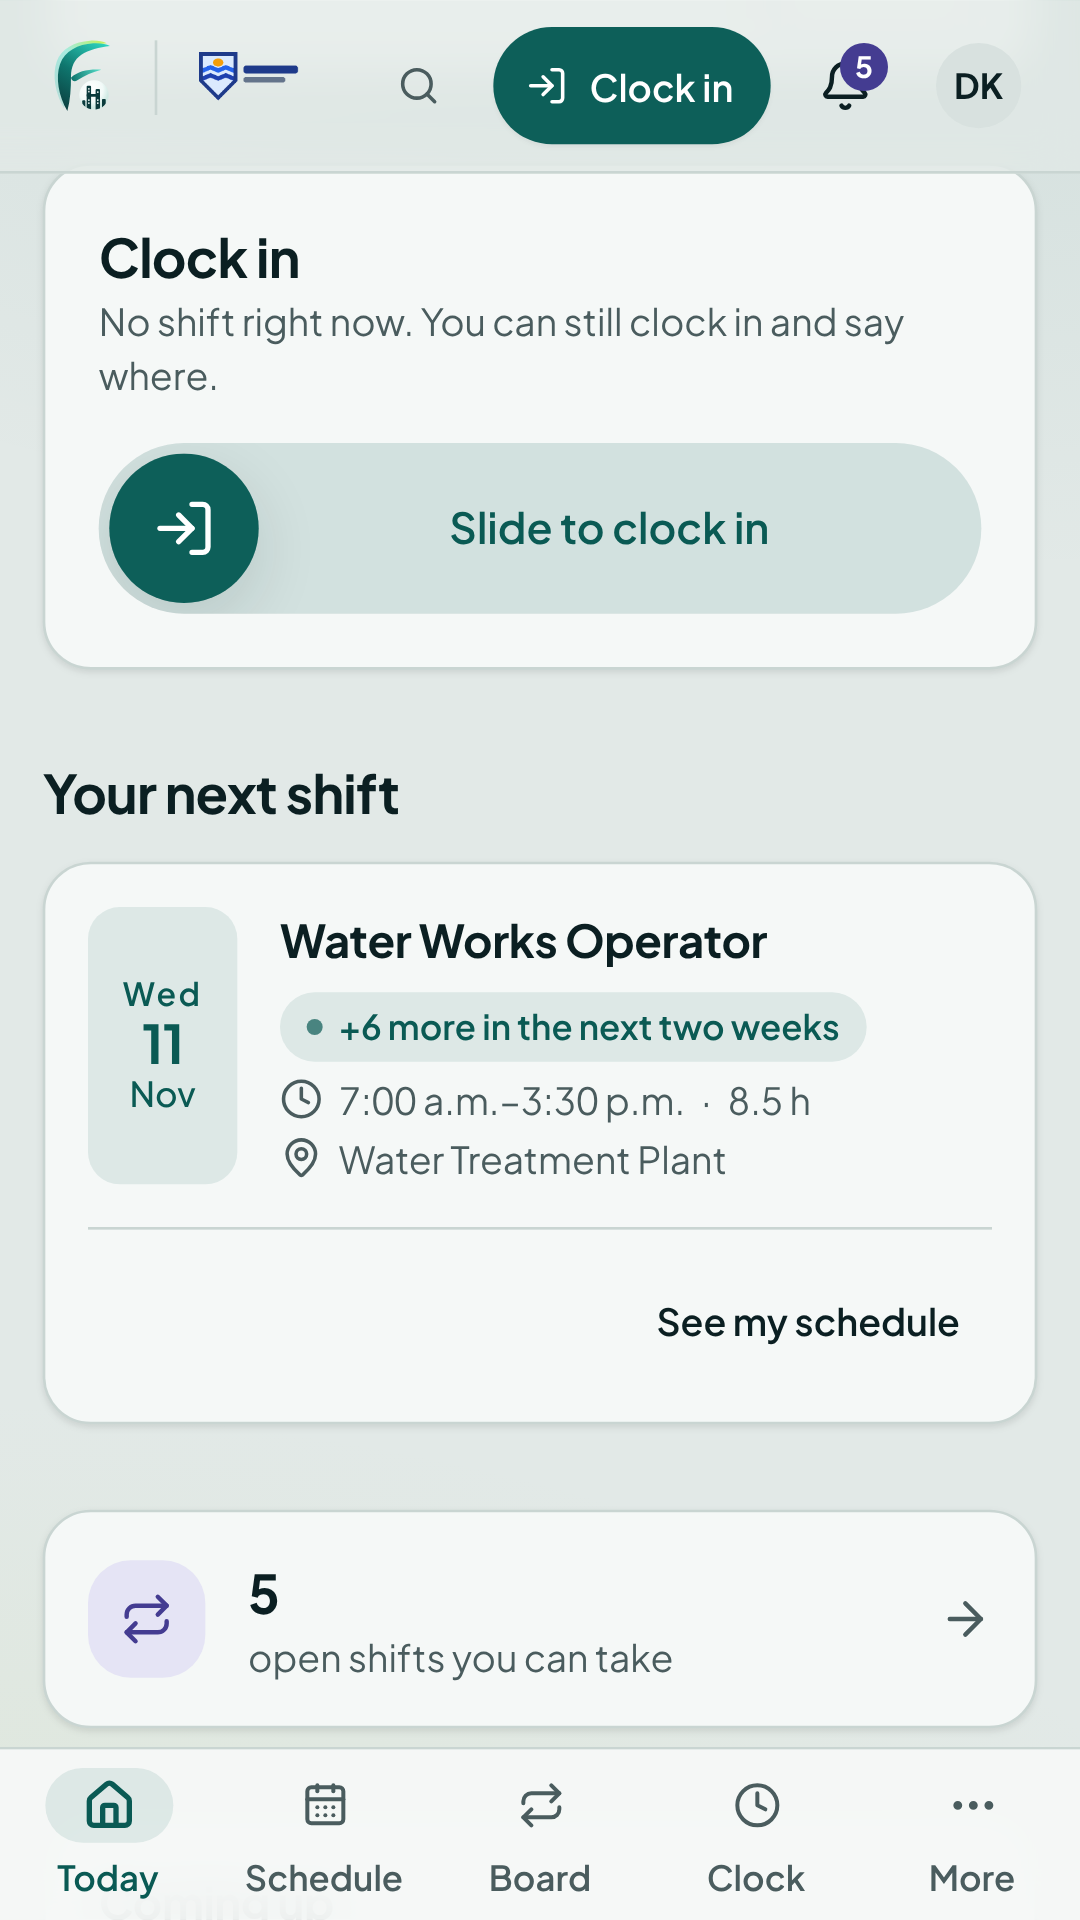 Clock in
5
DK
Clock in
No shift right now. You can still clock in and say
where.
Slide to clock in
Your next shift
Wed
11
Nov
Water Works Operator
+6 more in the next two weeks
7:00 a.m.–3:30 p.m. · 8.5 h
Water Treatment Plant
See my schedule
5
open shifts you can take
Today
Schedule
Board
Clock
More
Coming up